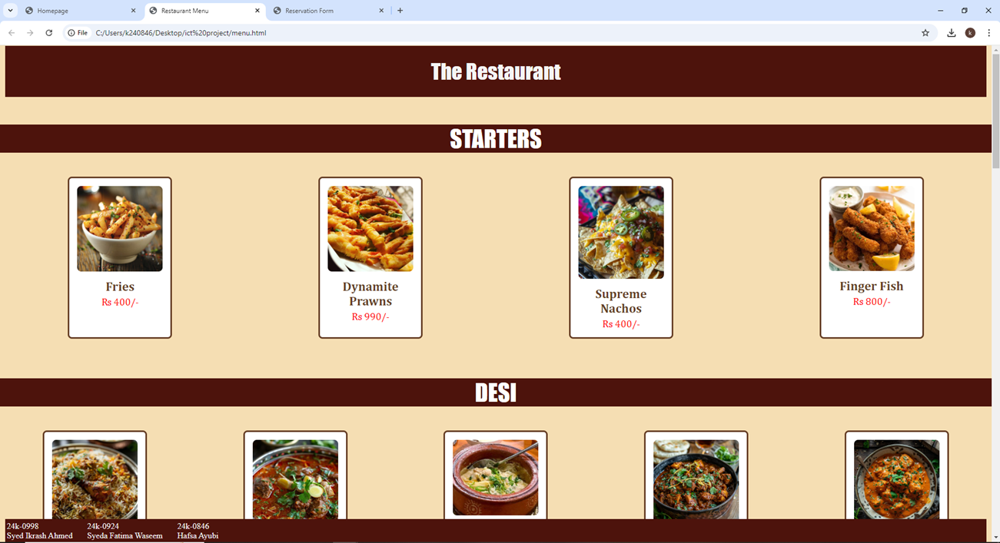 Homepage
Restaurant Menu
Reservation Form
File
C:/Users/k240846/Desktop/ict%20project/menu.html
k
The Restaurant
STARTERS
Fries
Rs 400/-
Dynamite
Prawns
Rs 990/-
Supreme
Nachos
Rs 400/-
Finger Fish
Rs 800/-
DESI
24k-0998
Syed Ikrash Ahmed
24k-0924
Syeda Fatima Waseem
24k-0846
Hafsa Ayubi